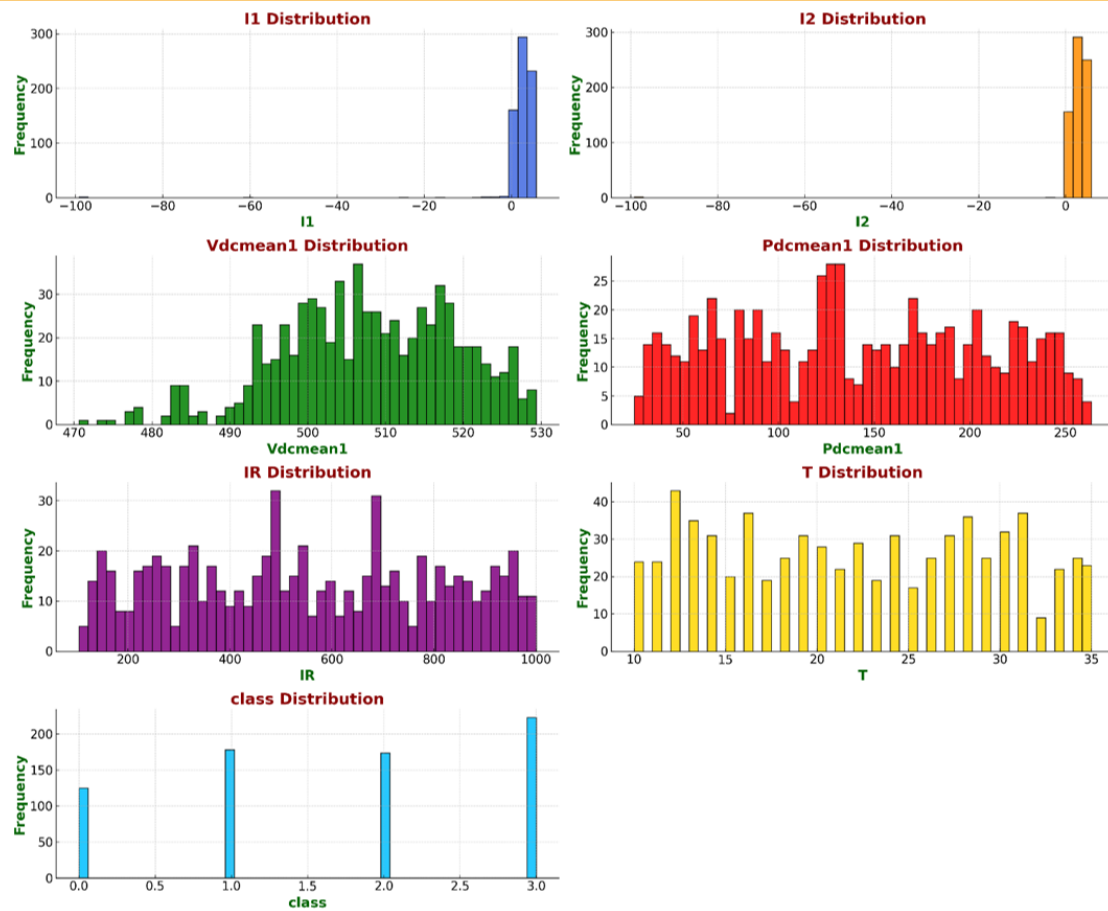 I1 Distribution
300
200
100
0
Frequency
−100 −80 −60 −40 −20 0
I1
I2 Distribution
300
200
100
0
Frequency
−100 −80 −60 −40 −20 0
I2
Vdcmean1 Distribution
30
20
10
0
Frequency
470 480 490 500 510 520 530
Vdcmean1
Pdcmean1 Distribution
25
20
15
10
5
0
Frequency
50 100 150 200 250
Pdcmean1
IR Distribution
30
20
10
0
Frequency
200 400 600 800 1000
IR
T Distribution
40
30
20
10
0
Frequency
10 15 20 25 30 35
T
class Distribution
200
150
100
50
0
Frequency
0.0 0.5 1.0 1.5 2.0 2.5 3.0
class